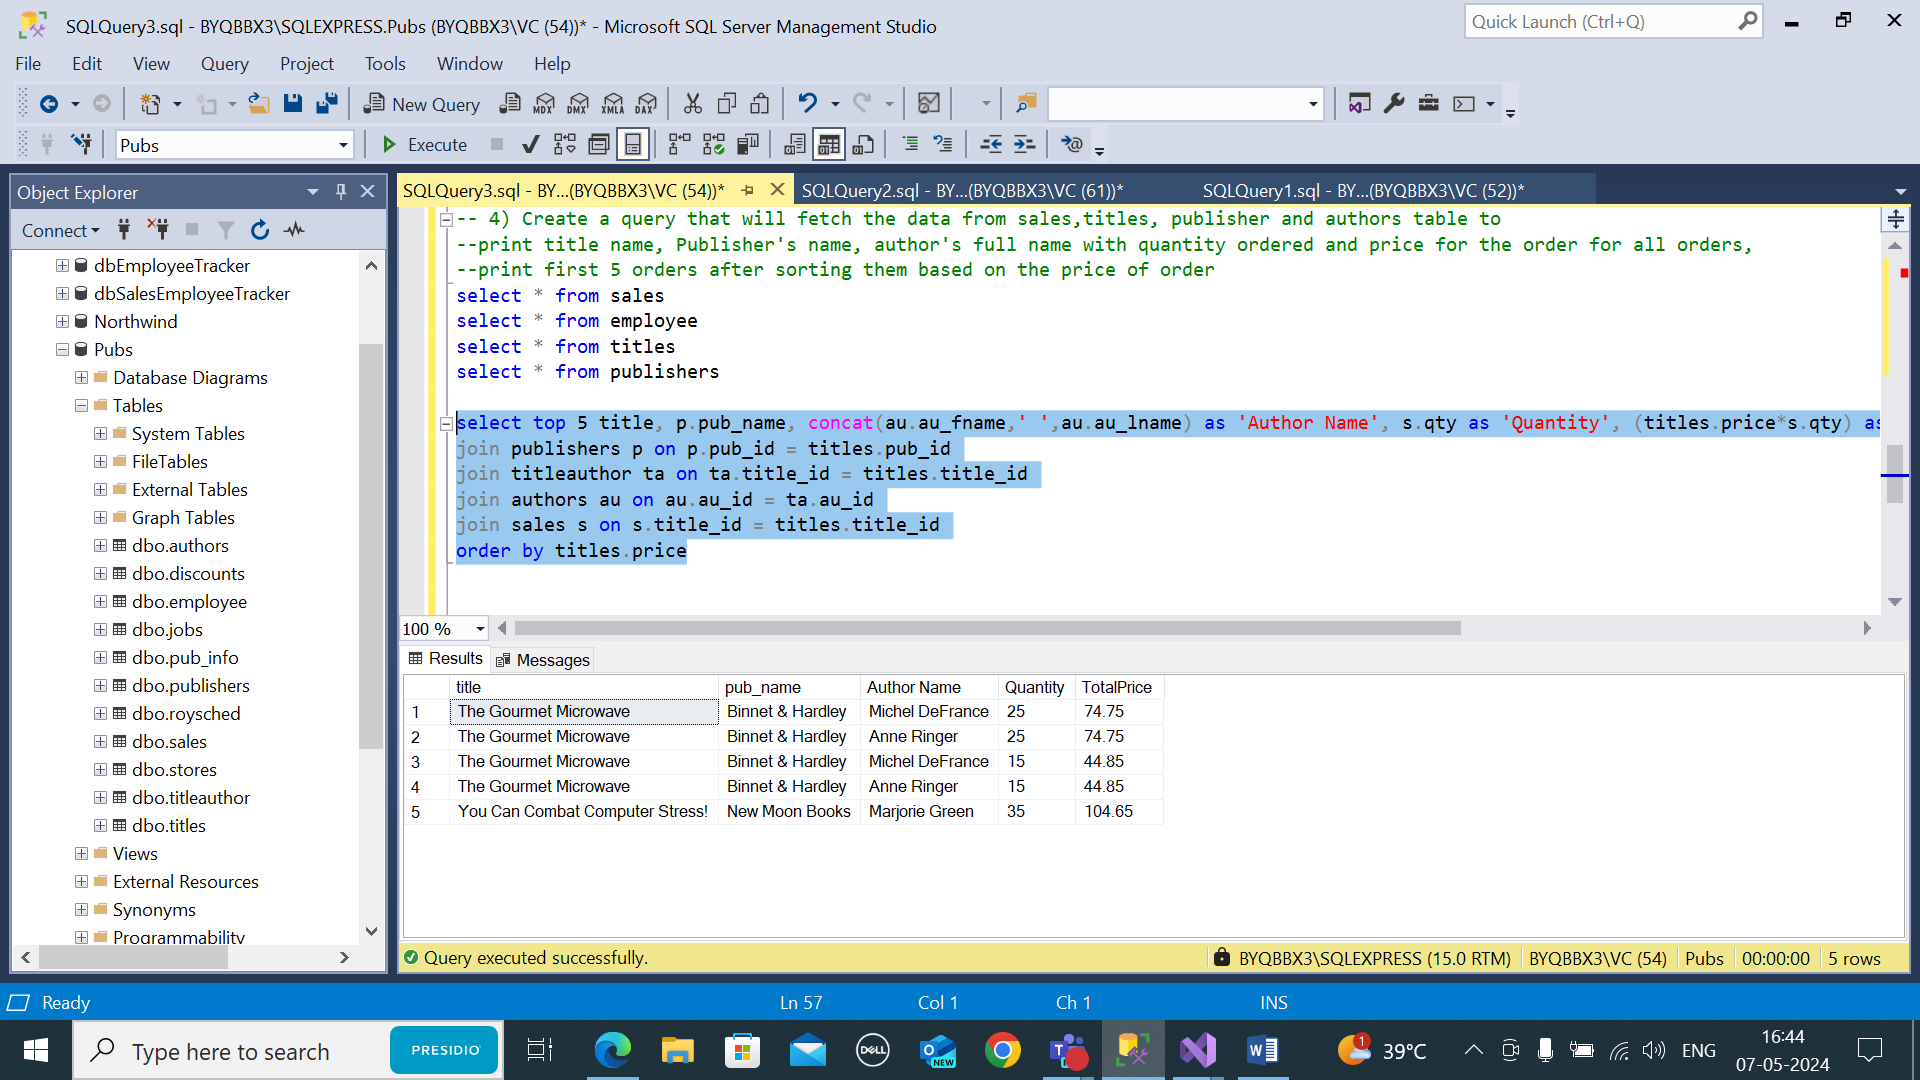 SQLQuery3.sql - BYQBBX3\SQLEXPRESS.Pubs (BYQBBX3\VC (54))* - Microsoft SQL Server Management Studio
Quick Launch (Ctrl+Q)
File Edit View Query Project Tools Window Help
New Query MDX DMX XMLA DAX
Pubs Execute
Object Explorer
Connect
dbEmployeeTracker
dbSalesEmployeeTracker
Northwind
Pubs
Database Diagrams
Tables
System Tables
FileTables
External Tables
Graph Tables
dbo.authors
dbo.discounts
dbo.employee
dbo.jobs
dbo.pub_info
dbo.publishers
dbo.roysched
dbo.sales
dbo.stores
dbo.titleauthor
dbo.titles
Views
External Resources
Synonyms
Programmability
SQLQuery3.sql - BY...(BYQBBX3\VC (54))* SQLQuery2.sql - BY...(BYQBBX3\VC (61))* SQLQuery1.sql - BY...(BYQBBX3\VC (52))*
-- 4) Create a query that will fetch the data from sales,titles, publisher and authors table to
--print title name, Publisher's name, author's full name with quantity ordered and price for the order for all orders,
--print first 5 orders after sorting them based on the price of order
select * from sales
select * from employee
select * from titles
select * from publishers
select top 5 title, p.pub_name, concat(au.au_fname,' ',au.au_lname) as 'Author Name', s.qty as 'Quantity', (titles.price*s.qty) as
join publishers p on p.pub_id = titles.pub_id
join titleauthor ta on ta.title_id = titles.title_id
join authors au on au.au_id = ta.au_id
join sales s on s.title_id = titles.title_id
order by titles.price
100 %
Results Messages
title pub_name Author Name Quantity TotalPrice
1 The Gourmet Microwave Binnet & Hardley Michel DeFrance 25 74.75
2 The Gourmet Microwave Binnet & Hardley Anne Ringer 25 74.75
3 The Gourmet Microwave Binnet & Hardley Michel DeFrance 15 44.85
4 The Gourmet Microwave Binnet & Hardley Anne Ringer 15 44.85
5 You Can Combat Computer Stress! New Moon Books Marjorie Green 35 104.65
Query executed successfully. BYQBBX3\SQLEXPRESS (15.0 RTM) BYQBBX3\VC (54) Pubs 00:00:00 5 rows
Ready Ln 57 Col 1 Ch 1 INS
Type here to search PRESIDIO DELL NEW 1 39°C ENG 16:44
07-05-2024